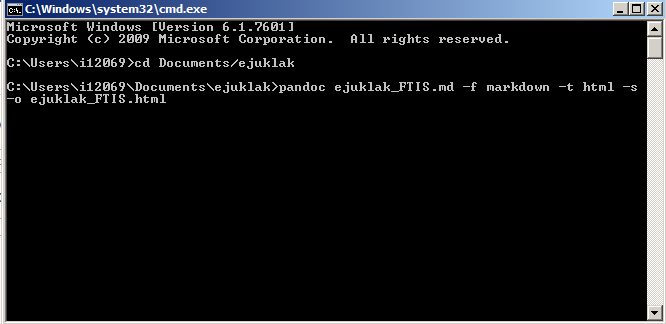 C:\Windows\system32\cmd.exe
Microsoft Windows [Version 6.1.7601]
Copyright (c) 2009 Microsoft Corporation.  All rights reserved.
C:\Users\i12069>cd Documents/ejuklak
C:\Users\i12069\Documents\ejuklak>pandoc ejuklak_FTIS.md -f markdown -t html -s
-o ejuklak_FTIS.html